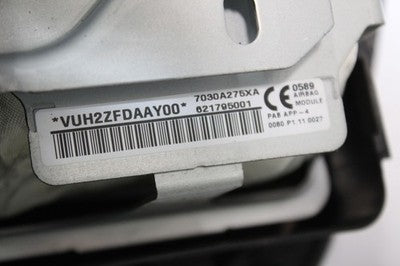 *VUH2ZFDAAY00* 7030A275XA
621795001
CE 0589
AIRBAG
MODULE
PAB APP-4
0080 P1.11.0027